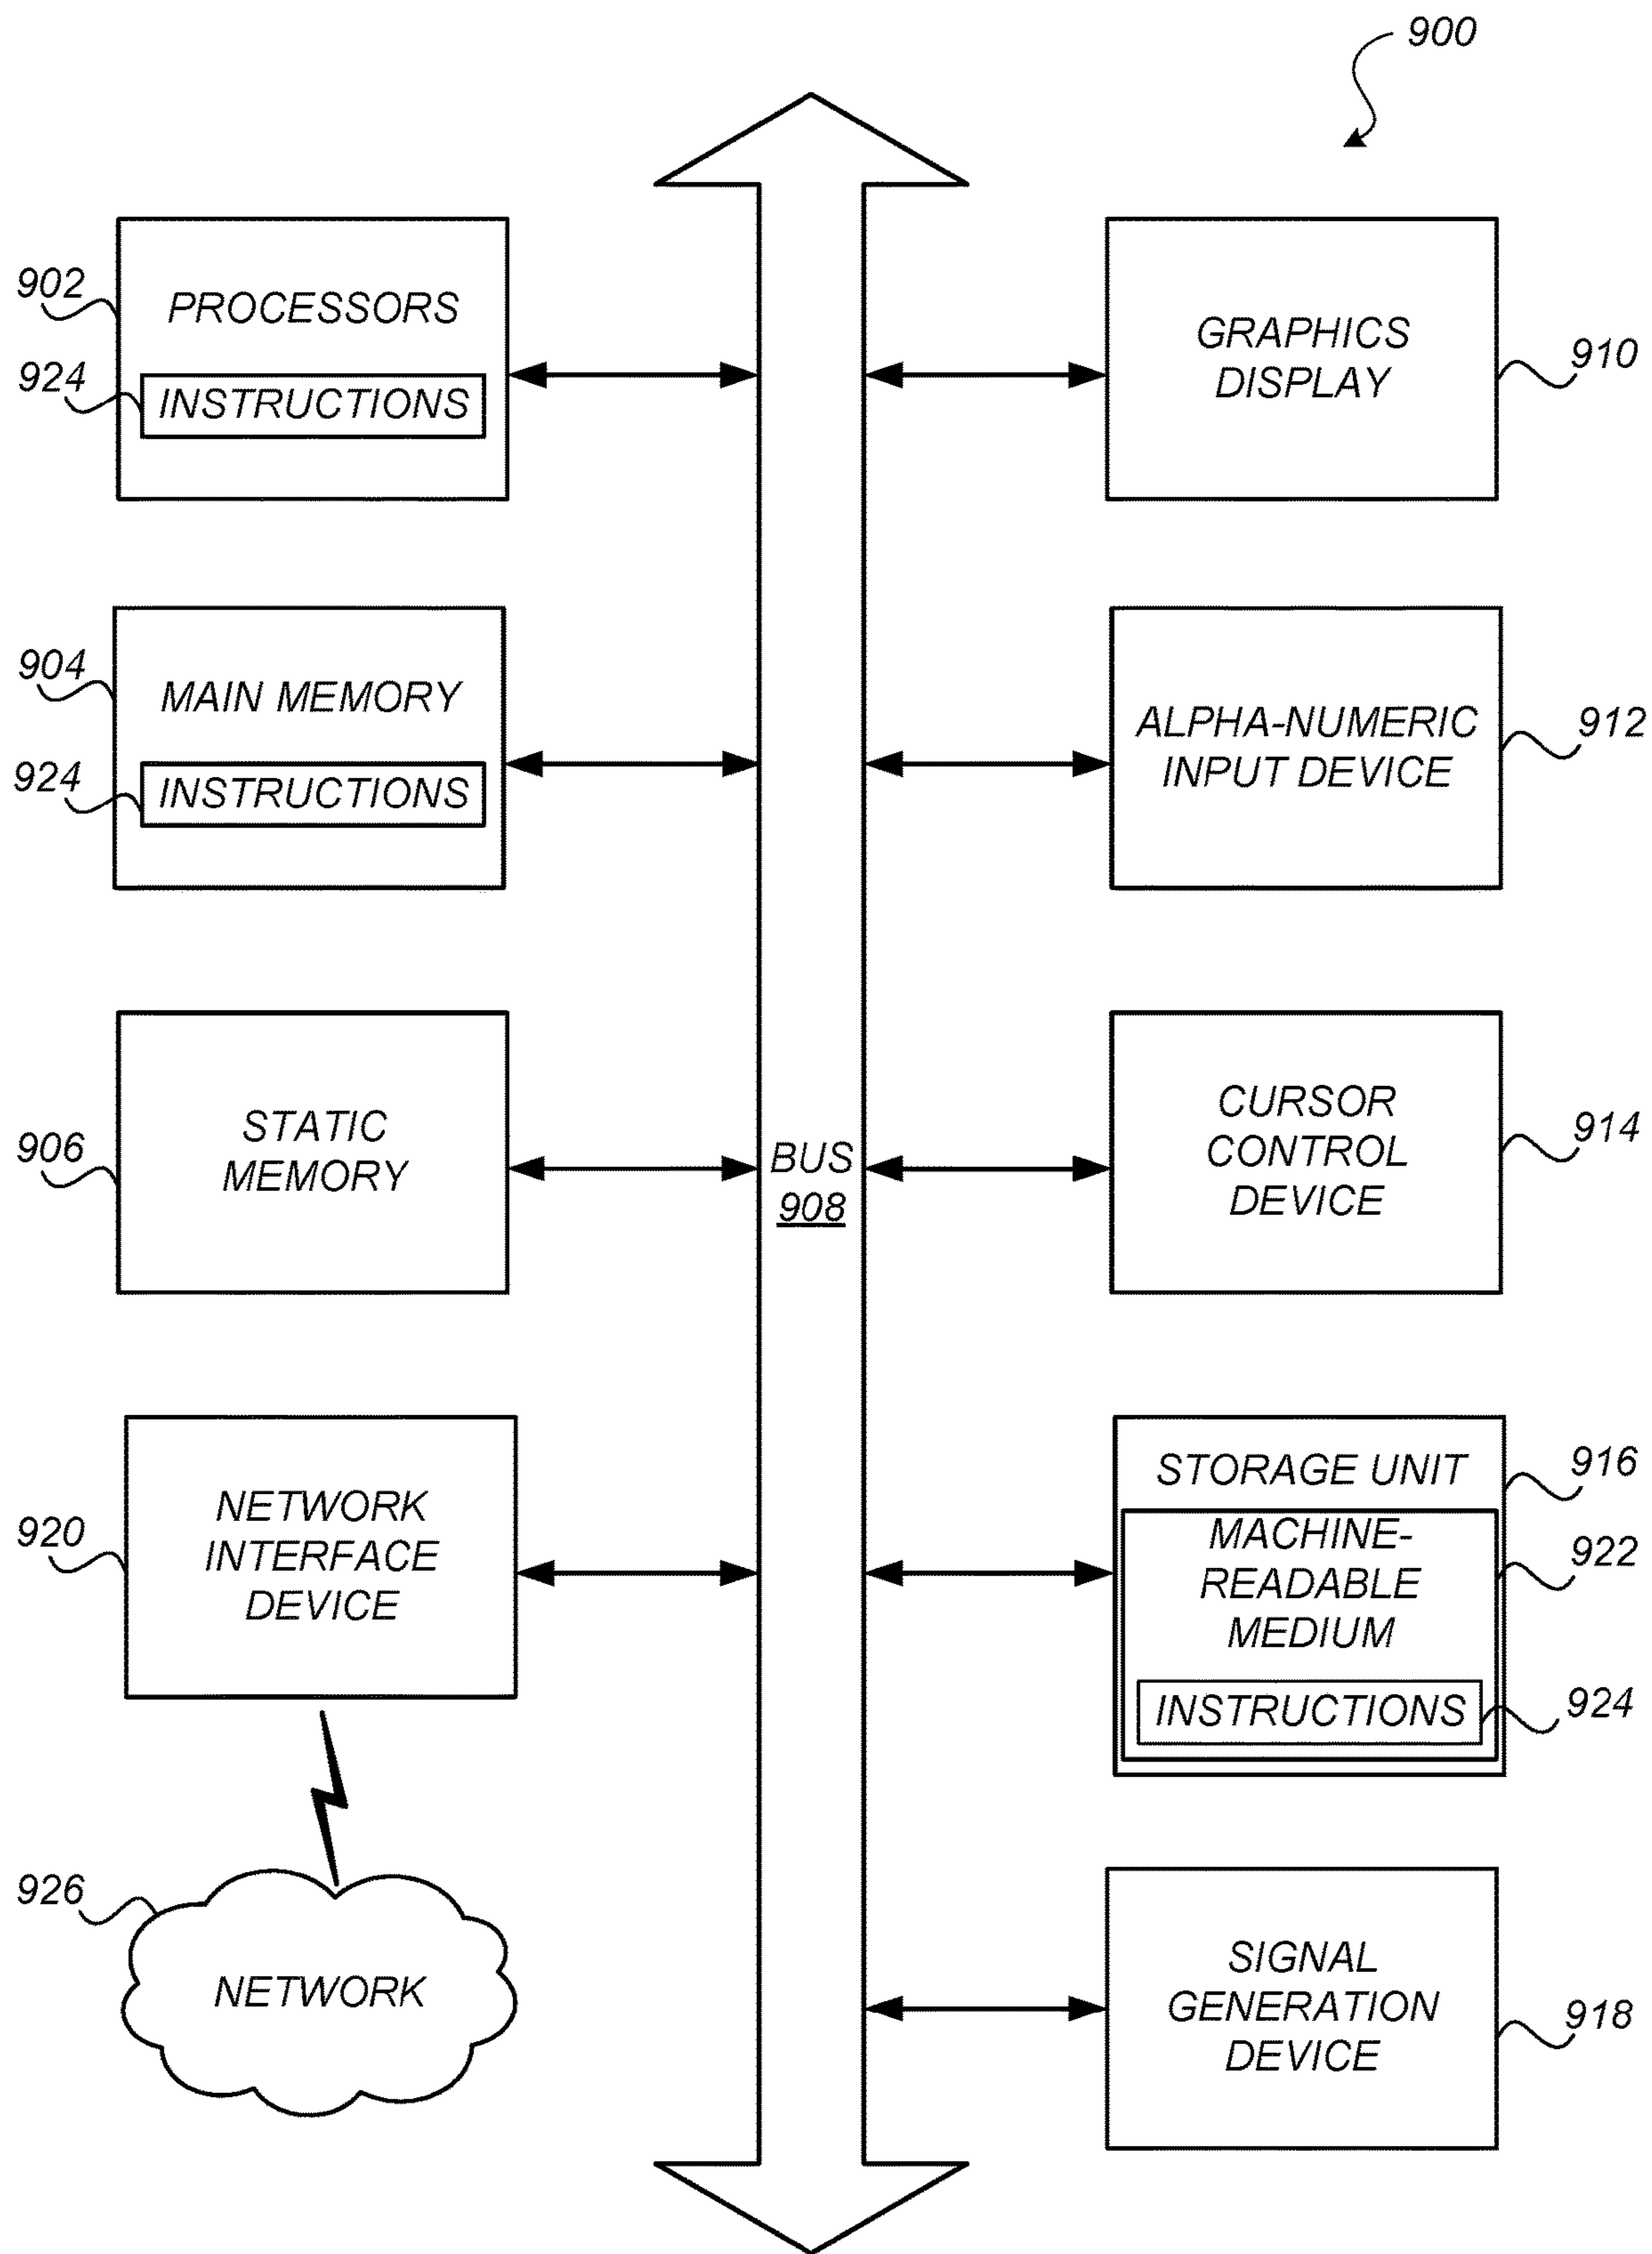 900
902
PROCESSORS
924
INSTRUCTIONS
GRAPHICS
DISPLAY
910
904
MAIN MEMORY
924
INSTRUCTIONS
ALPHA-NUMERIC
INPUT DEVICE
912
906
STATIC
MEMORY
BUS
908
CURSOR
CONTROL
DEVICE
914
920
NETWORK
INTERFACE
DEVICE
STORAGE UNIT
916
MACHINE-
READABLE
MEDIUM
922
INSTRUCTIONS
924
926
NETWORK
SIGNAL
GENERATION
DEVICE
918